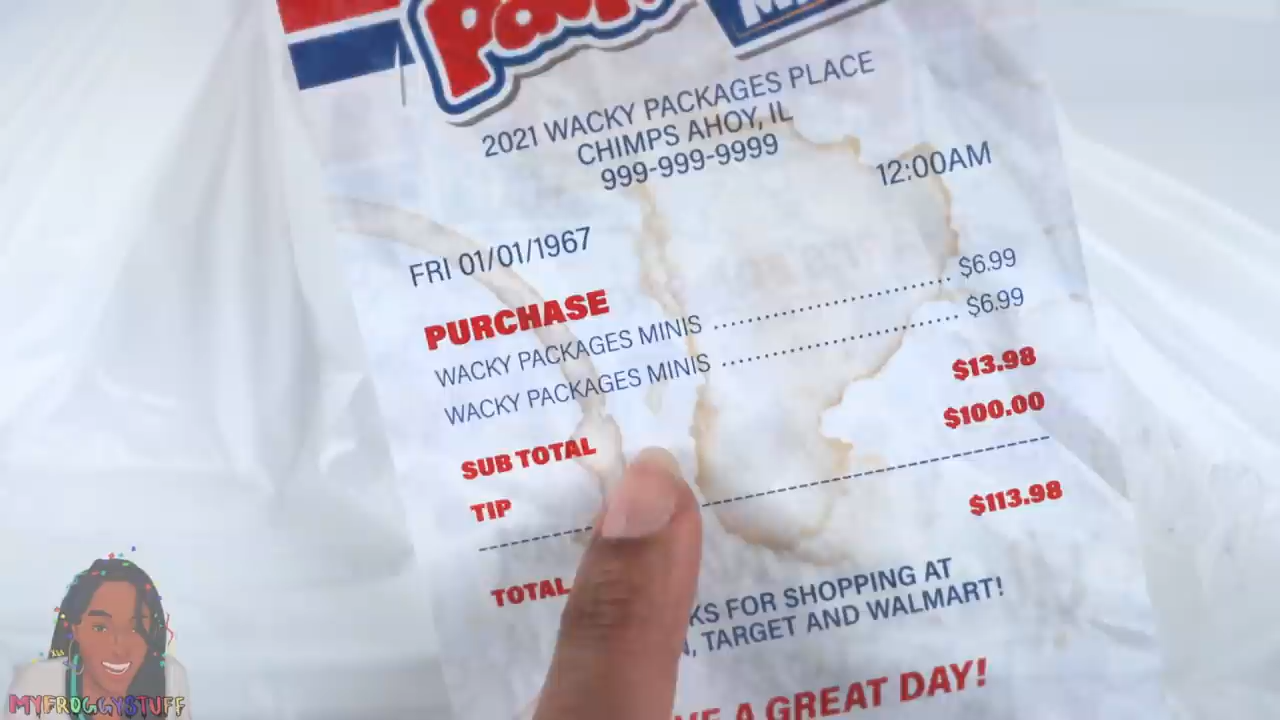 2021 WACKY PACKAGES PLACE
CHIMPS AHOY, IL
999-999-9999
12:00AM
FRI 01/01/1967
PURCHASE
WACKY PACKAGES MINIS ........................ $6.99
WACKY PACKAGES MINIS ........................ $6.99
SUB TOTAL $13.98
TIP $100.00
TOTAL $113.98
FOR SHOPPING AT
TARGET AND WALMART!
A GREAT DAY!
MYFROGGYSTUFF